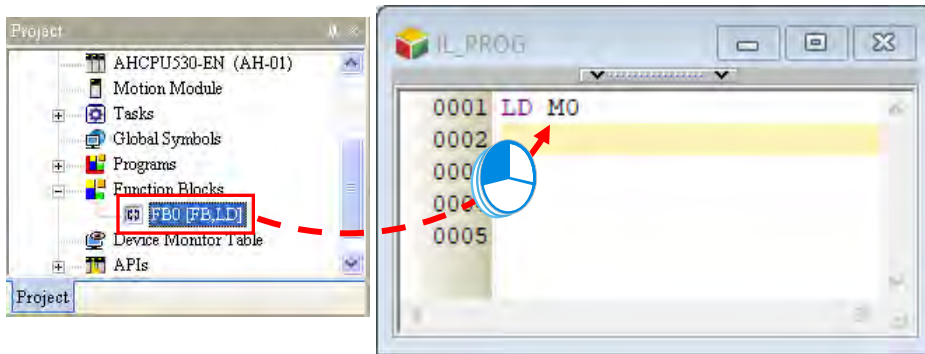 Project
AHCPU530-EN (AH-01)
Motion Module
Tasks
Global Symbols
Programs
Function Blocks
FB0 [FB,LD]
Device Monitor Table
APIs
Project
IL_PROG
0001 LD M0
0002
0005